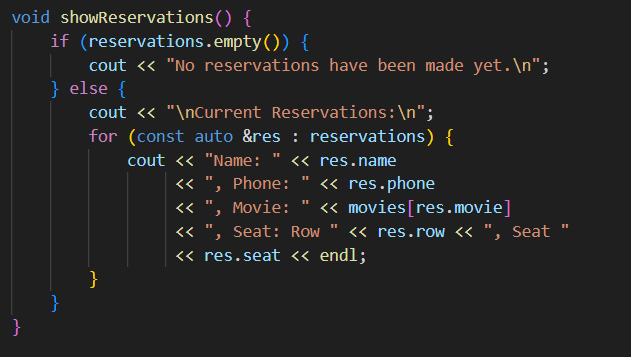 void showReservations() {
    if (reservations.empty()) {
        cout << "No reservations have been made yet.\n";
    } else {
        cout << "\nCurrent Reservations:\n";
        for (const auto &res : reservations) {
            cout << "Name: " << res.name
                 << ", Phone: " << res.phone
                 << ", Movie: " << movies[res.movie]
                 << ", Seat: Row " << res.row << ", Seat "
                 << res.seat << endl;
        }
    }
}